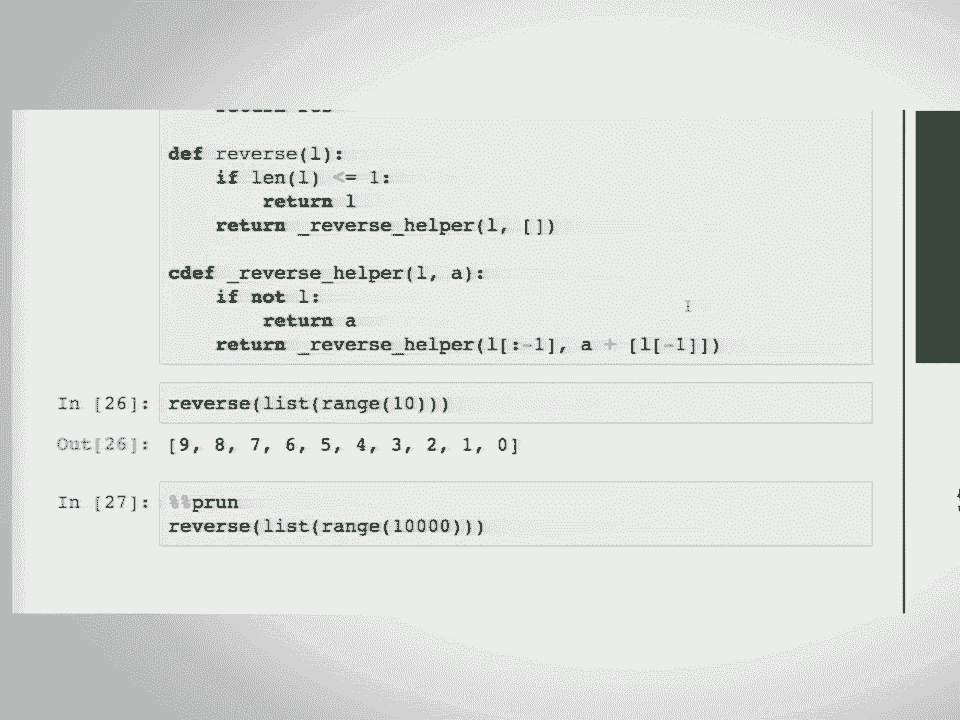 def reverse(l):
    if len(l) <= 1:
        return l
    return _reverse_helper(l, [])
cdef _reverse_helper(l, a):
    if not l:
        return a
    return _reverse_helper(l[:-1], a + [l[-1]])
In [26]: reverse(list(range(10)))
Out[26]: [9, 8, 7, 6, 5, 4, 3, 2, 1, 0]
In [27]: %%prun
reverse(list(range(10000)))